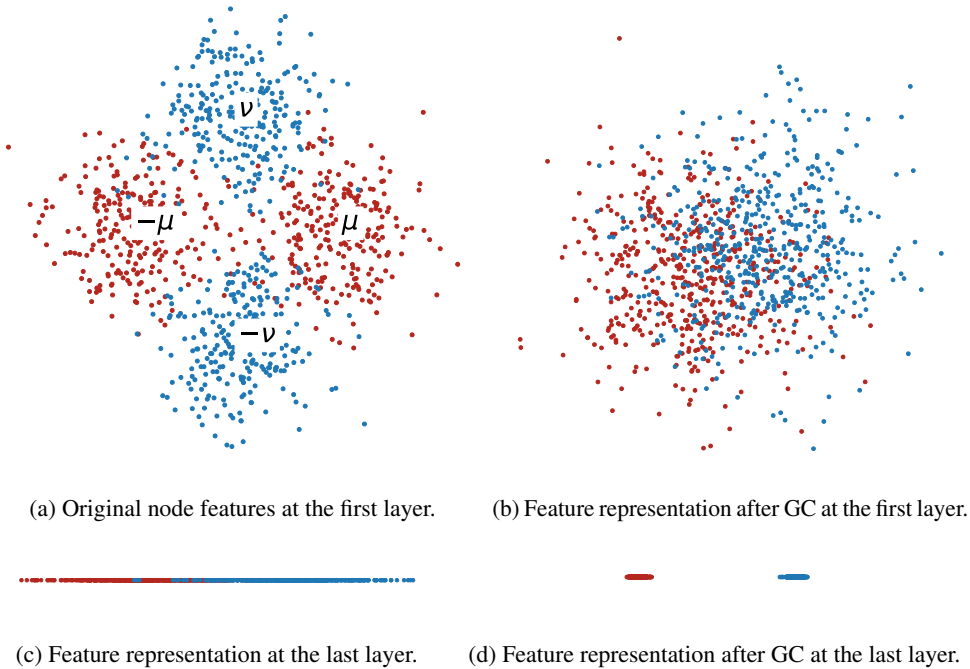 ν
−μ
μ
−ν
(a) Original node features at the first layer.
(b) Feature representation after GC at the first layer.
(c) Feature representation at the last layer.
(d) Feature representation after GC at the last layer.